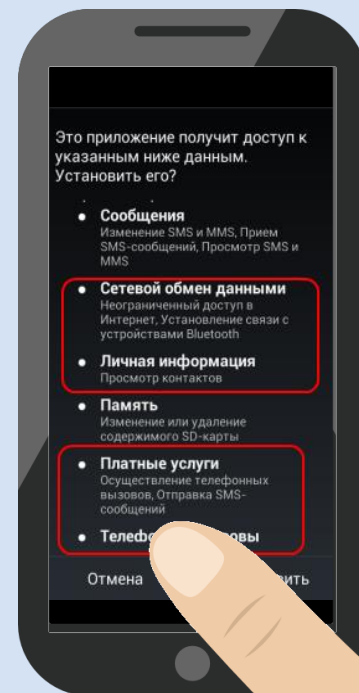 Это приложение получит доступ к
указанным ниже данным.
Установить его?
• Сообщения
Изменение SMS и MMS, Прием
SMS-сообщений, Просмотр SMS и
MMS
• Сетевой обмен данными
Неограниченный доступ в
Интернет, Установление связи с
устройствами Bluetooth
• Личная информация
Просмотр контактов
• Память
Изменение или удаление
содержимого SD-карты
• Платные услуги
Осуществление телефонных
вызовов, Отправка SMS-
сообщений
•
Отмена